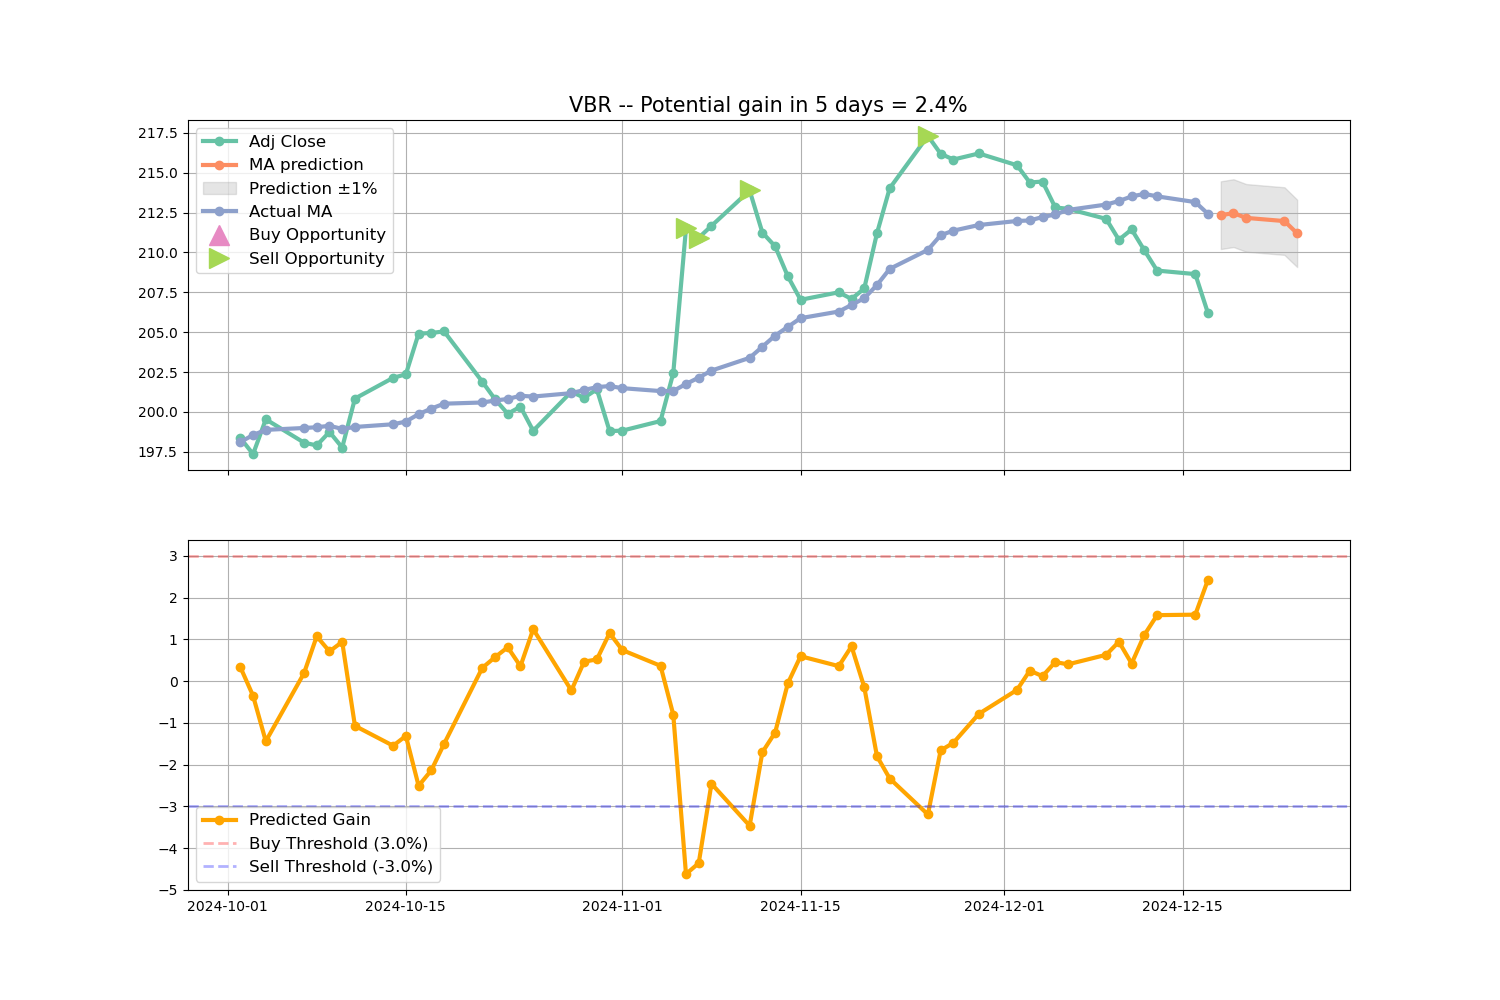 VBR -- Potential gain in 5 days = 2.4%
217.5
215.0
212.5
210.0
207.5
205.0
202.5
200.0
197.5
Adj Close
MA prediction
Prediction ±1%
Actual MA
Buy Opportunity
Sell Opportunity
3
2
1
0
−1
−2
−3
−4
−5
Predicted Gain
Buy Threshold (3.0%)
Sell Threshold (-3.0%)
2024-10-01
2024-10-15
2024-11-01
2024-11-15
2024-12-01
2024-12-15